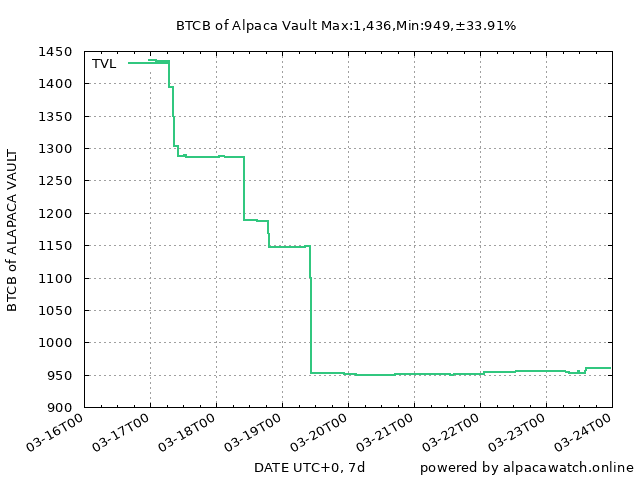 BTCB of Alpaca Vault Max:1,436,Min:949,±33.91%
1450
TVL
1400
1350
1300
1250
1200
1150
1100
1050
1000
950
900
BTCB of ALAPACA VAULT
03-16T00
03-17T00
03-18T00
03-19T00
03-20T00
03-21T00
03-22T00
03-23T00
03-24T00
DATE UTC+0, 7d
powered by alpacawatch.online